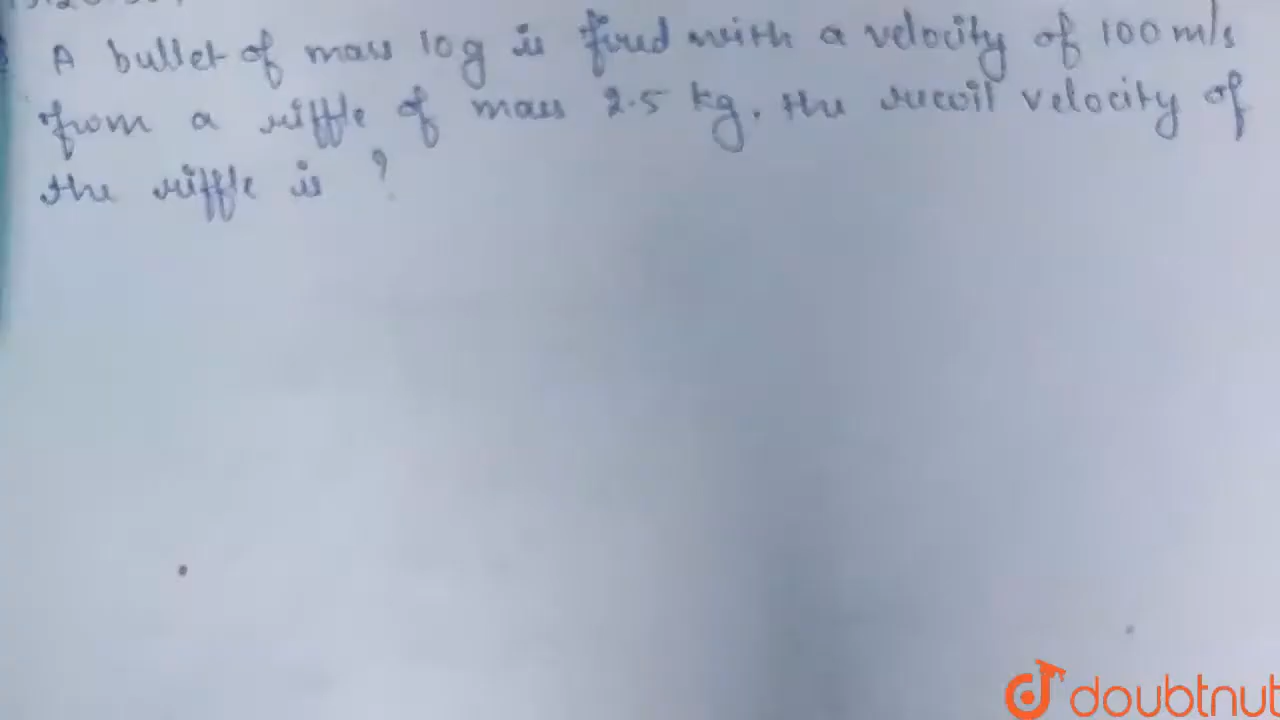 A bullet of mass 10g is fired with a velocity of 100 m/s
from a riffle of mass 2.5 kg. the recoil velocity of
the riffle is ?
doubtnut